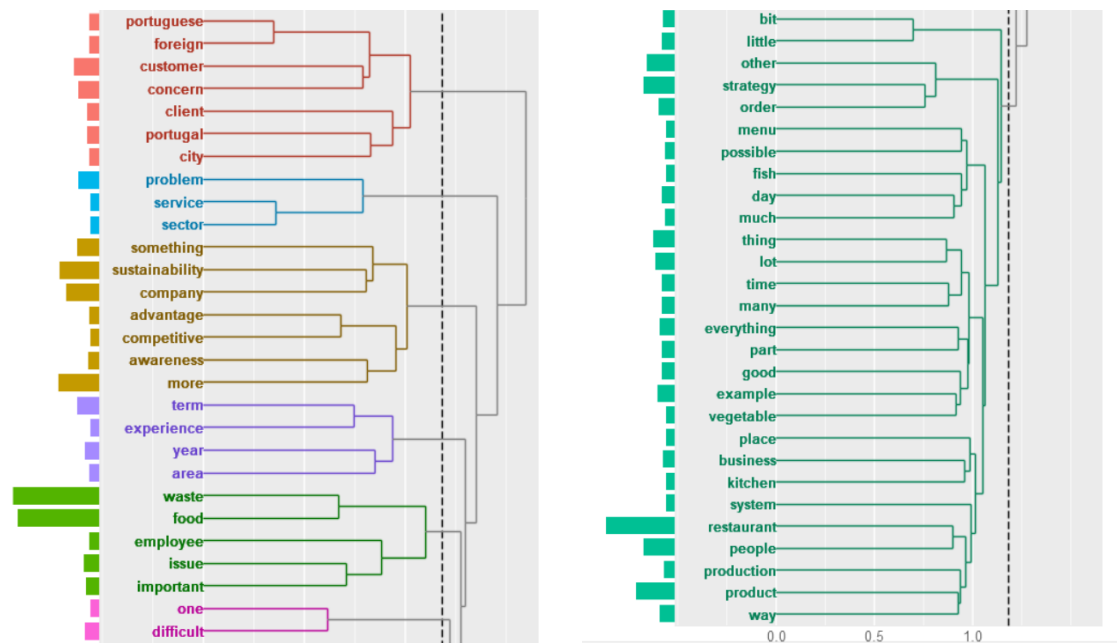 portuguese
foreign
customer
concern
client
portugal
city
problem
service
sector
something
sustainability
company
advantage
competitive
awareness
more
term
experience
year
area
waste
food
employee
issue
important
one
difficult
bit
little
other
strategy
order
menu
possible
fish
day
much
thing
lot
time
many
everything
part
good
example
vegetable
place
business
kitchen
system
restaurant
people
production
product
way
0.0 0.5 1.0